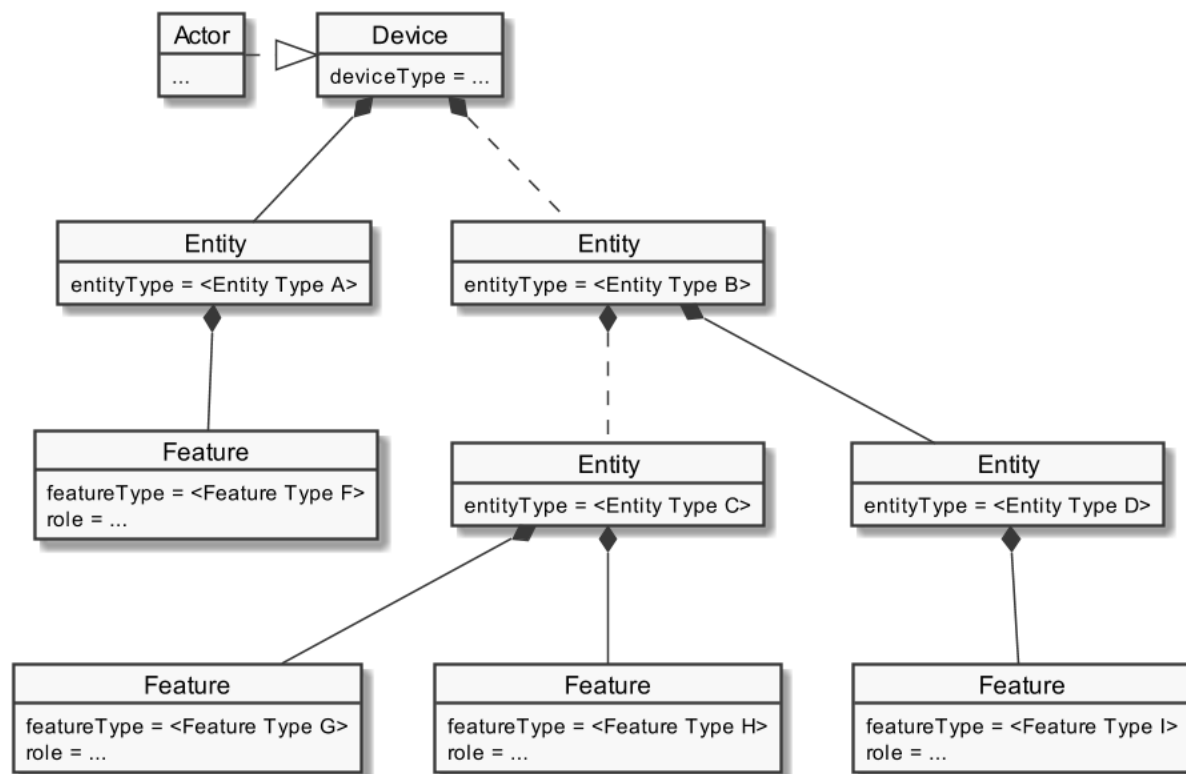 Actor
...
Device
deviceType = ...
Entity
entityType = <Entity Type A>
Entity
entityType = <Entity Type B>
Feature
featureType = <Feature Type F>
role = ...
Entity
entityType = <Entity Type C>
Entity
entityType = <Entity Type D>
Feature
featureType = <Feature Type G>
role = ...
Feature
featureType = <Feature Type H>
role = ...
Feature
featureType = <Feature Type I>
role = ...